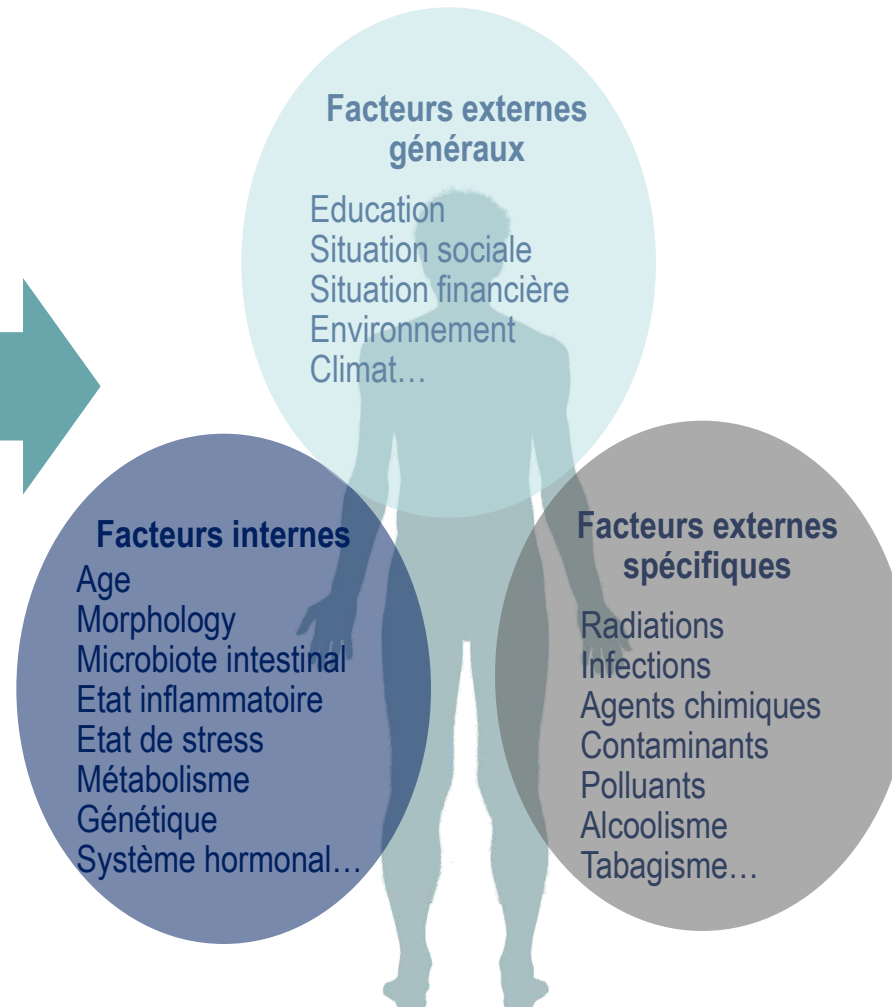 Facteurs externes
généraux
Education
Situation sociale
Situation financière
Environnement
Climat…
Facteurs internes
Age
Morphology
Microbiote intestinal
Etat inflammatoire
Etat de stress
Métabolisme
Génétique
Système hormonal…
Facteurs externes
spécifiques
Radiations
Infections
Agents chimiques
Contaminants
Polluants
Alcoolisme
Tabagisme…